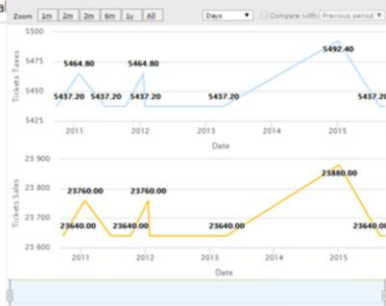 Zoom 1m 2m 3m 6m 1y All Days Compare with: Previous period
5500
5475
5450
5425
Tickets Taxes
5437.20 5464.80 5437.20 5437.20 5464.80 5437.20 5492.40 5437.20
2011 2012 2013 2014 2015
Date
23 900
23 800
23 700
23 600
Tickets Sales
23640.00 23760.00 23640.00 23760.00 23640.00 23880.00 23640.00
2011 2012 2013 2014 2015
Date